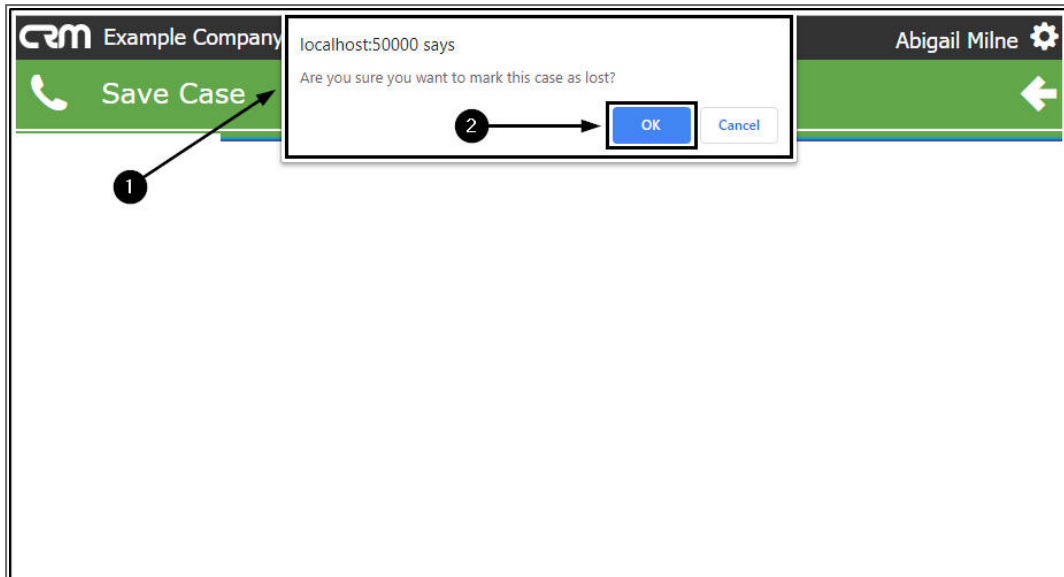 CRM Example Company
Abigail Milne
Save Case
localhost:50000 says
Are you sure you want to mark this case as lost?
2
OK
Cancel
1